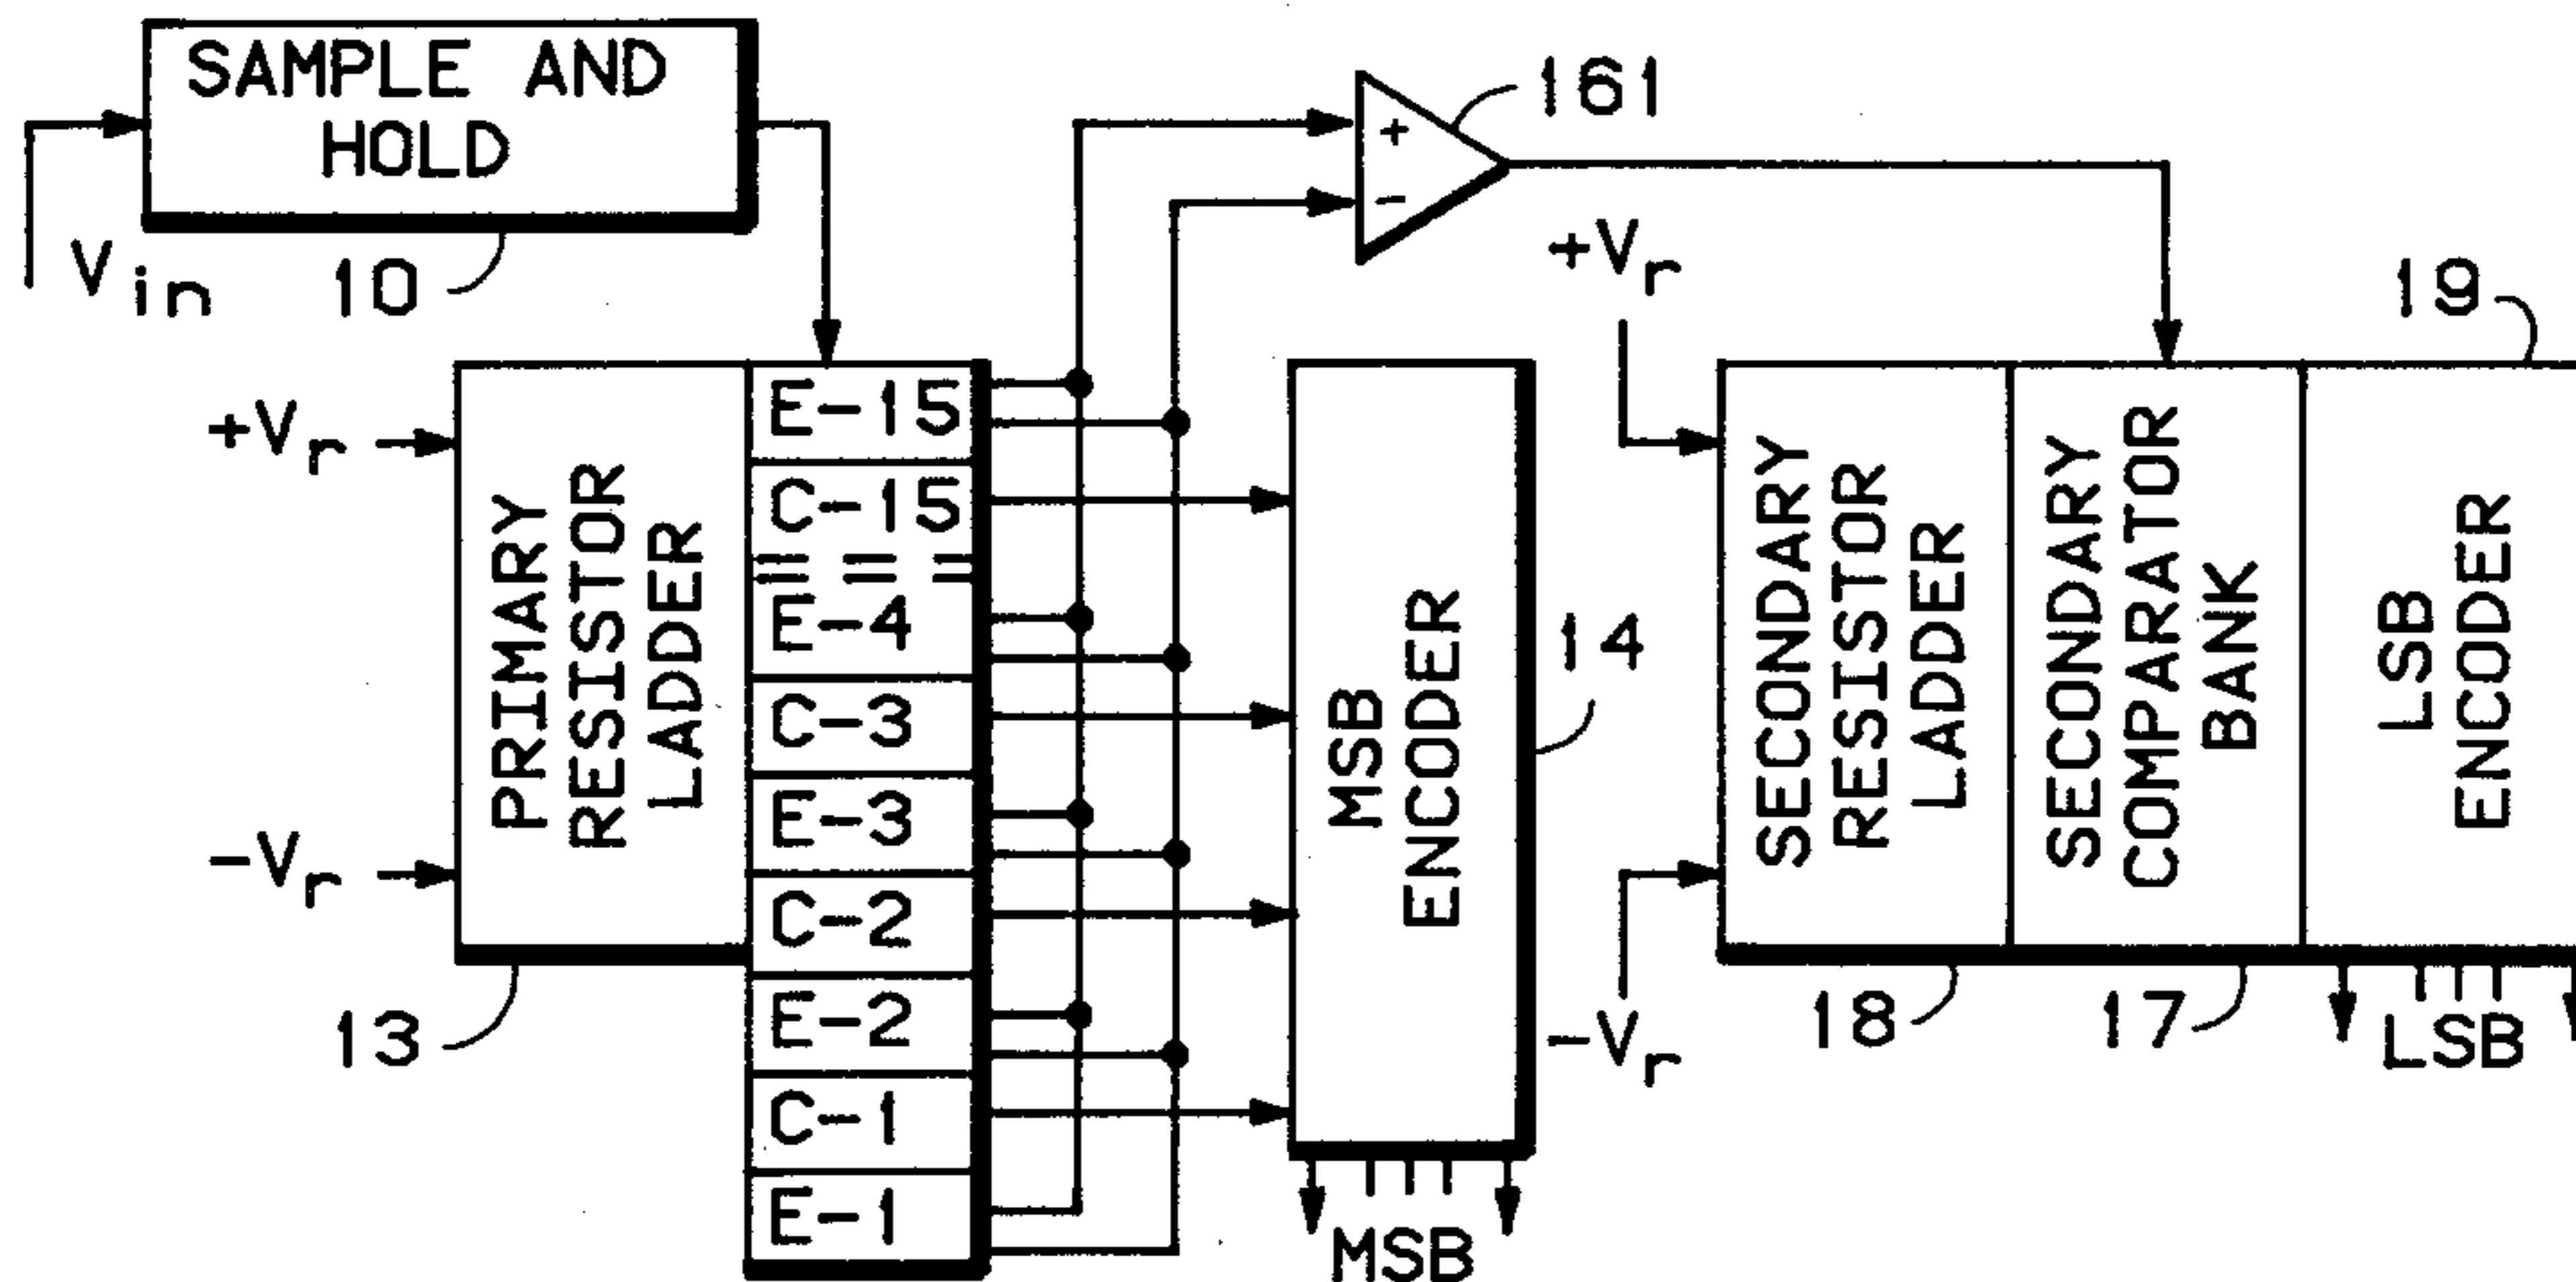 SAMPLE AND
HOLD
V in
10
161
+Vr
19
+Vr
-Vr
PRIMARY
RESISTOR
LADDER
13
E-15
C-15
E-4
C-3
E-3
C-2
E-2
C-1
E-1
MSB
ENCODER
14
MSB
-Vr
SECONDARY
RESISTOR
LADDER
SECONDARY
COMPARATOR
BANK
LSB
ENCODER
18
17
LSB
+
-